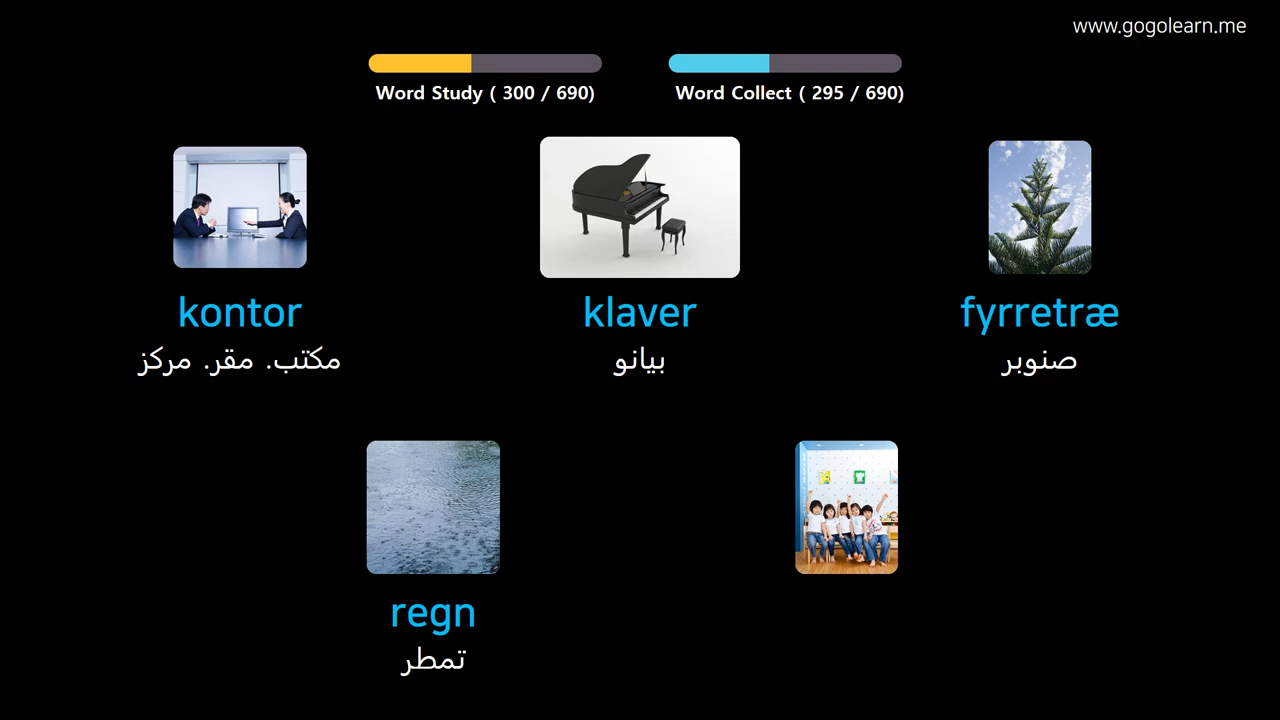 www.gogolearn.me
Word Study ( 300 / 690)
Word Collect ( 295 / 690)
kontor
مكتب. مقر. مركز
klaver
بيانو
fyrretræ
صنوبر
regn
تمطر